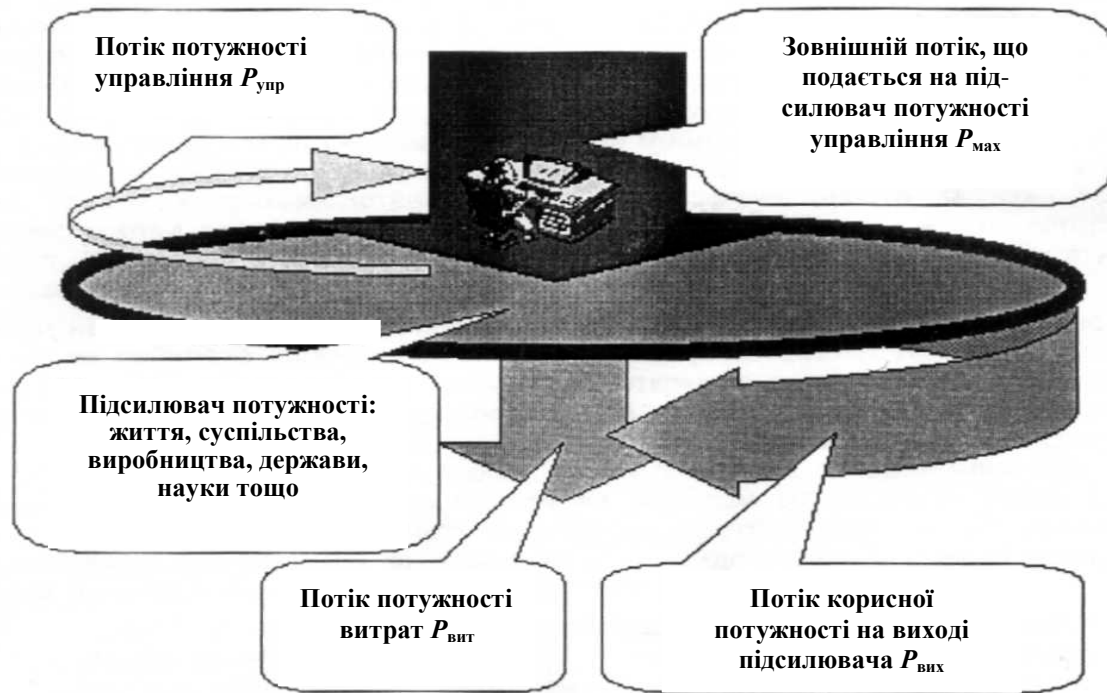 Потік потужності
управління Pупр
Зовнішній потік, що
подається на під-
силювач потужності
управління Pмах
Підсилювач потужності:
життя, суспільства,
виробництва, держави,
науки тощо
Потік потужності
витрат Pвит
Потік корисної
потужності на виході
підсилювача Pвих